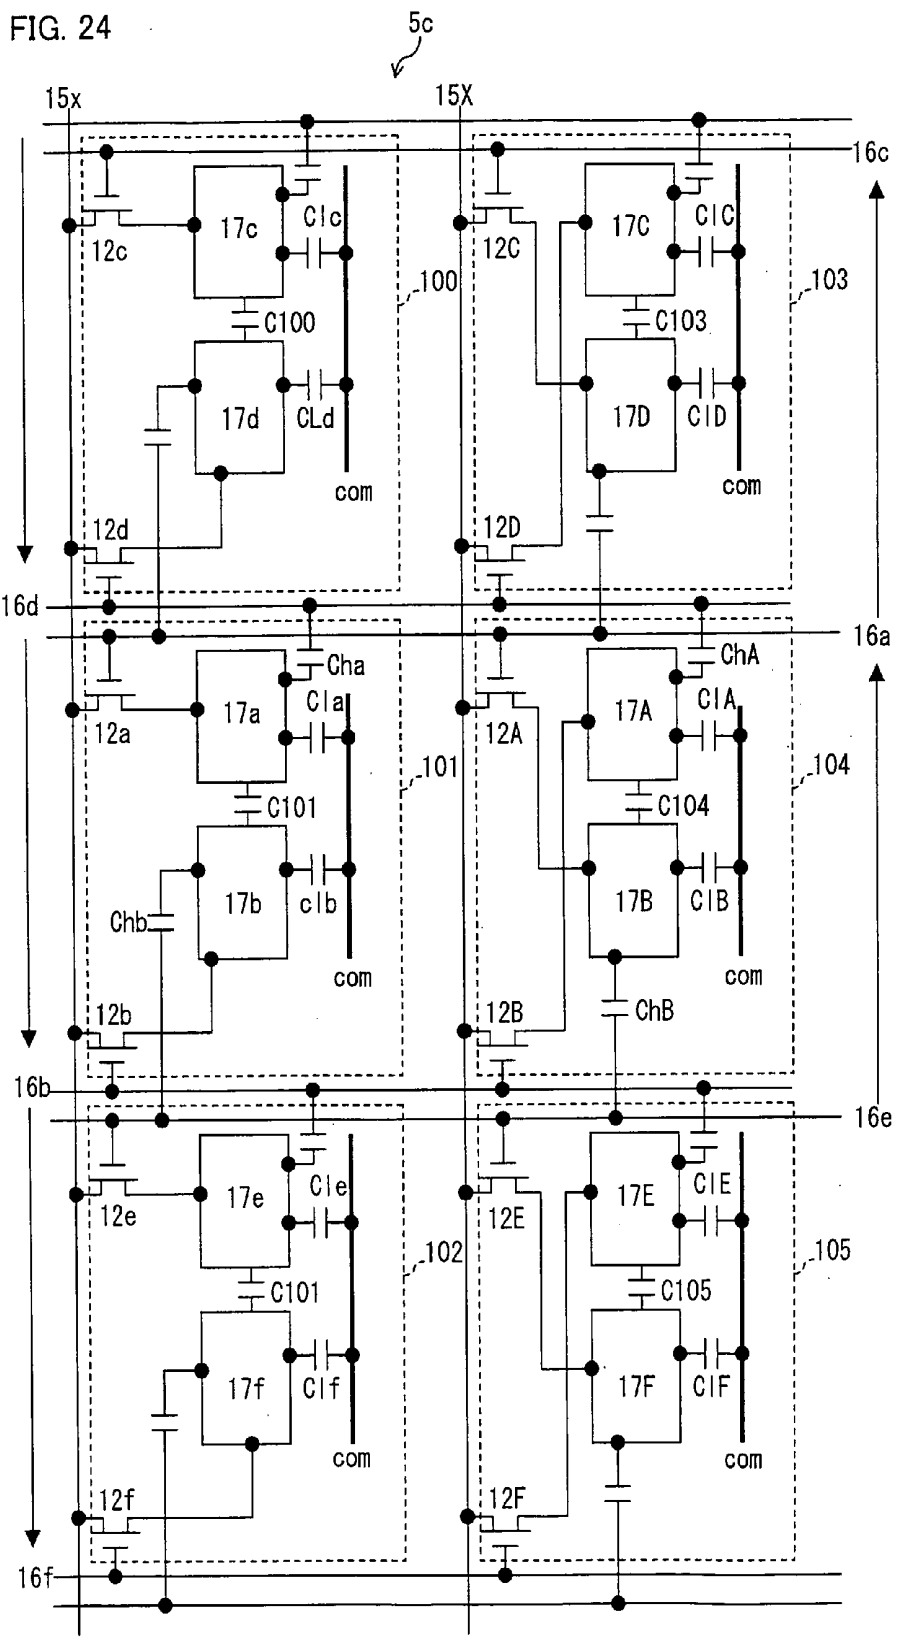 FIG. 24
5c
15x
15X
16c
17c
Clc
12c
17C
ClC
12C
100
103
C100
C103
17d
CLd
17D
ClD
com
com
12d
12D
16d
16a
Cha
ChA
17a
Cla
12a
17A
ClA
12A
101
104
C101
C104
17b
clb
17B
ClB
Chb
com
com
12b
12B
ChB
16b
16e
17e
Cle
12e
17E
ClE
12E
102
105
C101
C105
17f
Clf
17F
ClF
com
com
12f
12F
16f